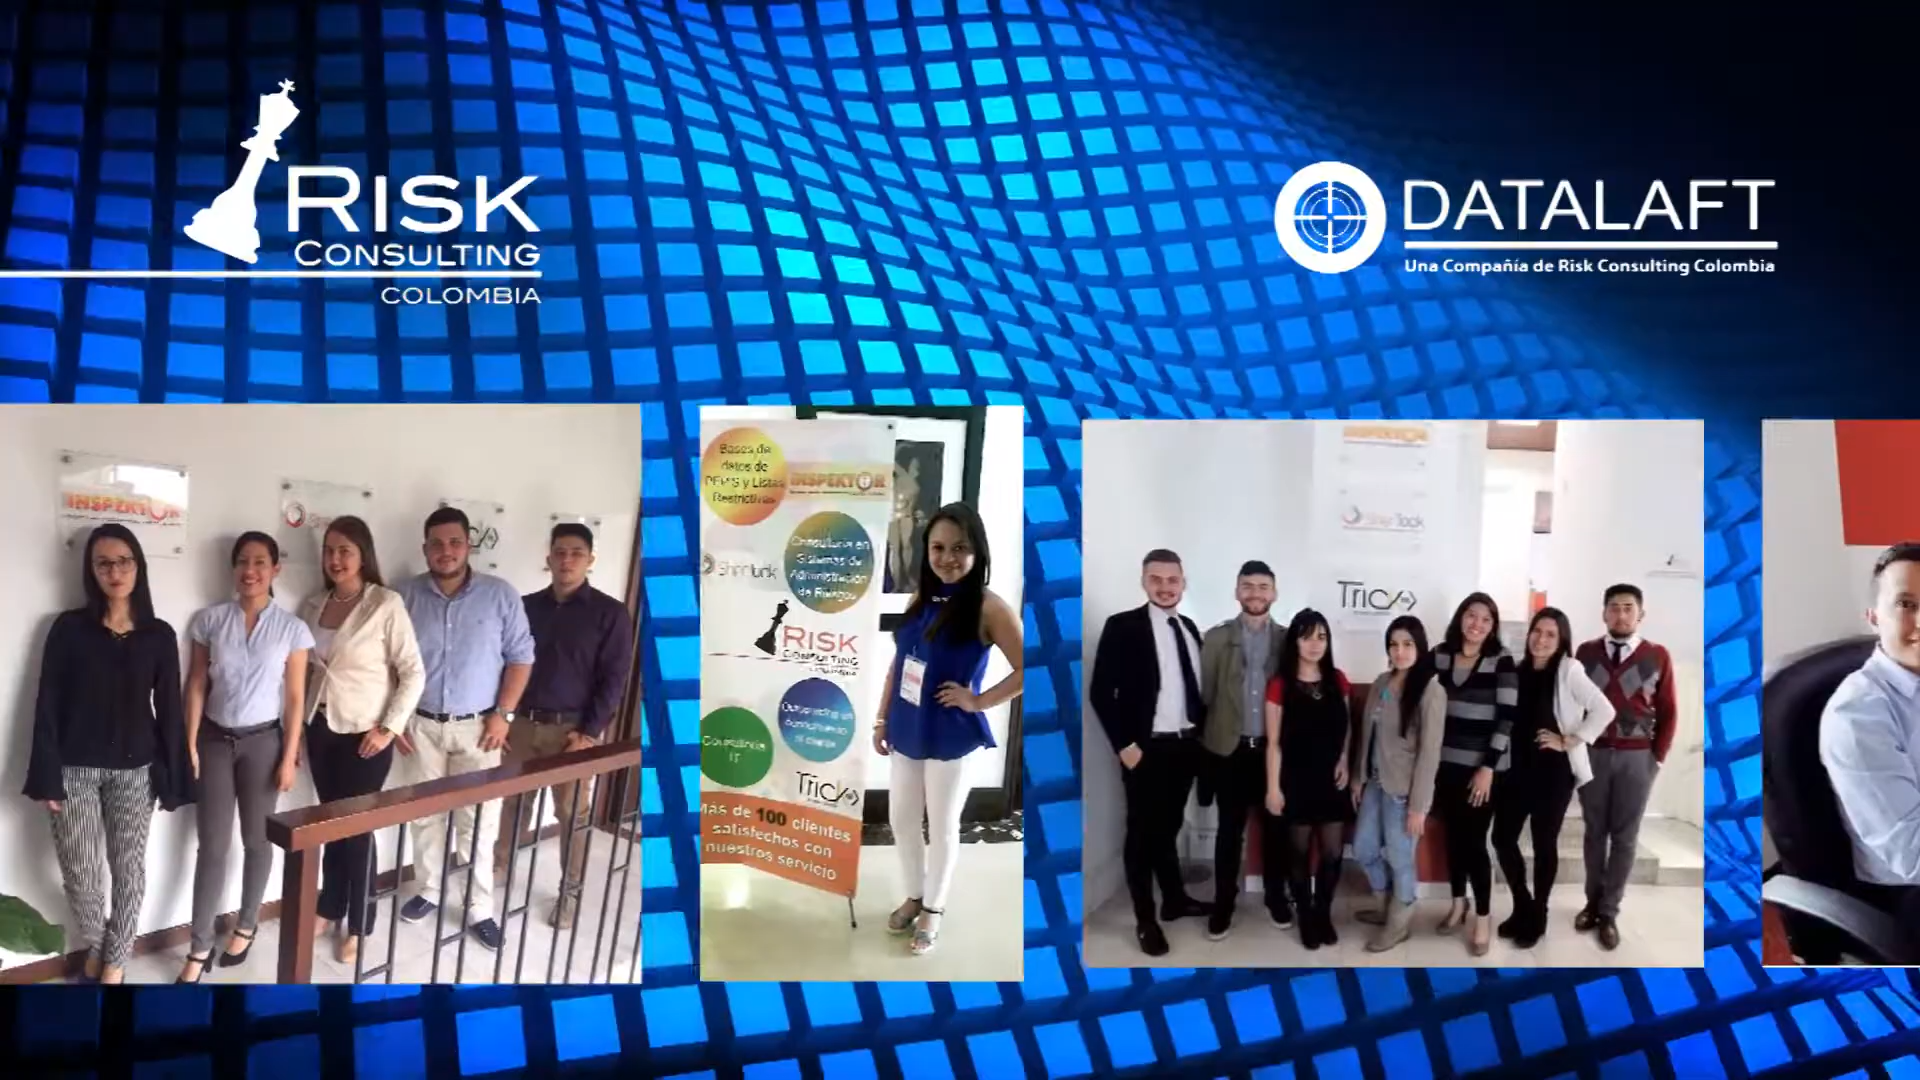 RISK
CONSULTING
COLOMBIA
DATALAFT
Una Compañía de Risk Consulting Colombia
INSPEKTOR
Bases de
datos de
PEP'S y Listas
Restrictivas
INSPEKTOR
Consultoría en
Sistemas de
Administración
de Riesgos
RISK
CONSULTING
Consultoría
IT
Tric
más de 100 clientes
satisfechos con
nuestros servicio
INSPEKTOR
Tric